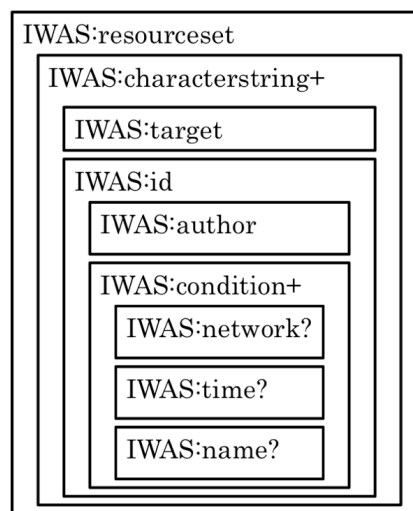 IWAS:resourceset
IWAS:characterstring+
IWAS:target
IWAS:id
IWAS:author
IWAS:condition+
IWAS:network?
IWAS:time?
IWAS:name?